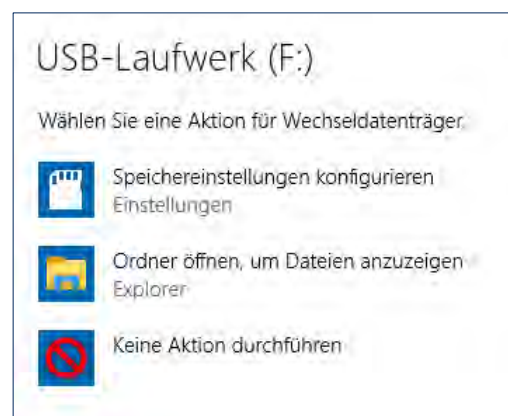 USB-Laufwerk (F:)
Wählen Sie eine Aktion für Wechseldatenträger.
Speichereinstellungen konfigurieren
Einstellungen
Ordner öffnen, um Dateien anzuzeigen
Explorer
Keine Aktion durchführen